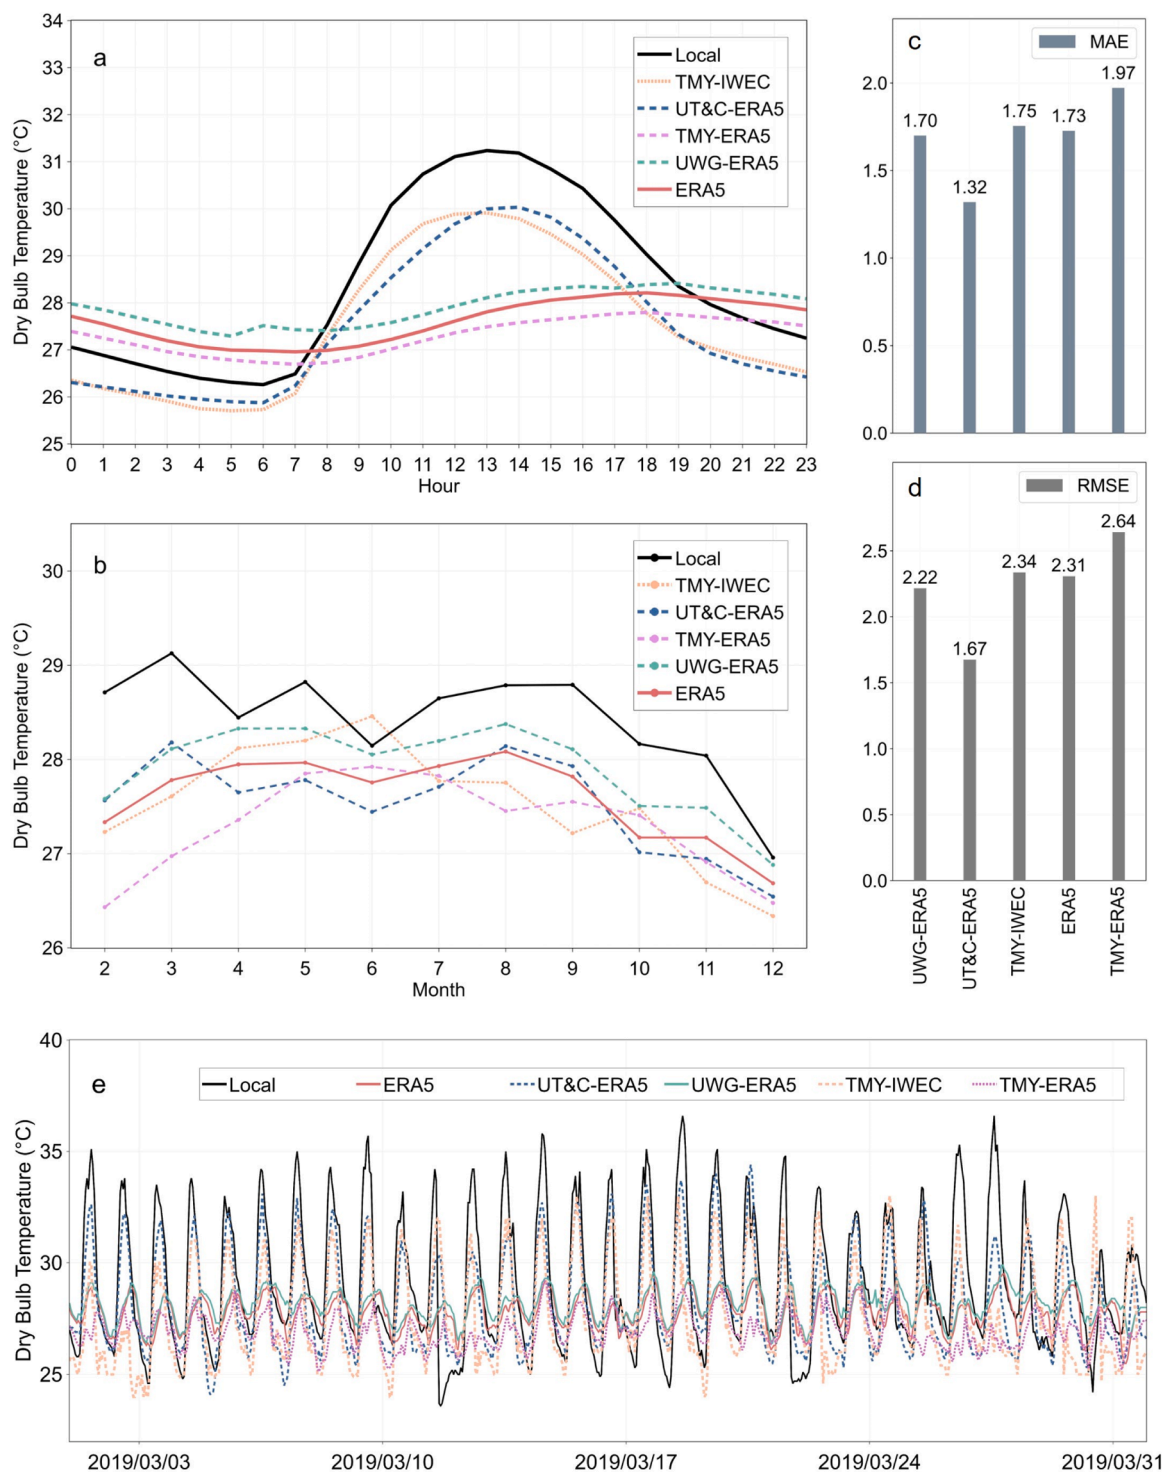 a
Local
TMY-IWEC
UT&C-ERA5
TMY-ERA5
UWG-ERA5
ERA5
Dry Bulb Temperature (°C)
34
33
32
31
30
29
28
27
26
25
0 1 2 3 4 5 6 7 8 9 10 11 12 13 14 15 16 17 18 19 20 21 22 23
Hour
c
MAE
2.0
1.5
1.0
0.5
0.0
1.70
1.32
1.75
1.73
1.97
b
Local
TMY-IWEC
UT&C-ERA5
TMY-ERA5
UWG-ERA5
ERA5
Dry Bulb Temperature (°C)
30
29
28
27
26
2 3 4 5 6 7 8 9 10 11 12
Month
d
RMSE
2.5
2.0
1.5
1.0
0.5
0.0
2.22
1.67
2.34
2.31
2.64
UWG-ERA5
UT&C-ERA5
TMY-IWEC
ERA5
TMY-ERA5
e
Local ERA5 UT&C-ERA5 UWG-ERA5 TMY-IWEC TMY-ERA5
Dry Bulb Temperature (°C)
40
35
30
25
2019/03/03 2019/03/10 2019/03/17 2019/03/24 2019/03/31